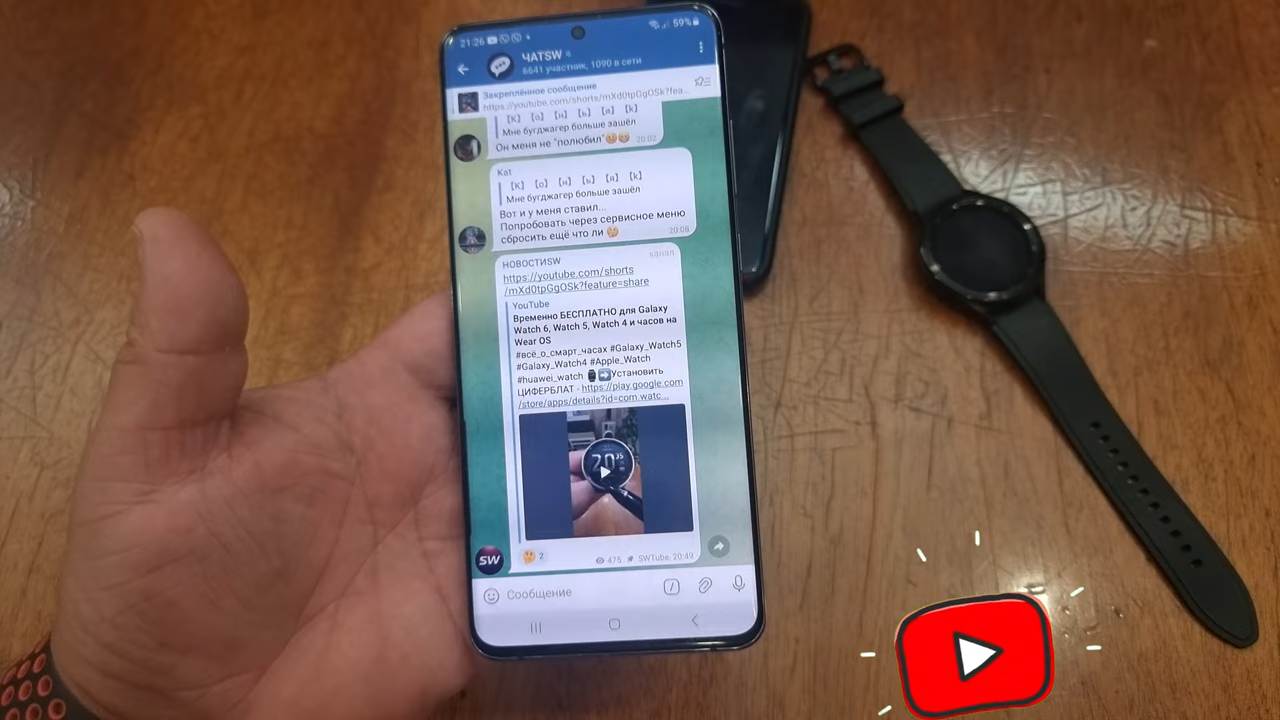 21:26
59%
ЧАТSW
6641 участник, 1090 в сети
Закреплённое сообщение
https://youtube.com/shorts/mXd0tpGgOSk?fea...
【K】 【o】 【н】 【ь】 【я】 【k】
Мне бугджагер больше зашёл
Он меня не "полюбил"😕😁
20:02
Kat
【K】 【o】 【н】 【ь】 【я】 【k】
Мне бугджагер больше зашёл
Вот и у меня ставил...
Попробовать через сервисное меню
сбросить ещё что ли 🤔
20:08
НОВОСТИSW
канал
https://youtube.com/shorts
/mXd0tpGgOSk?feature=share
YouTube
Временно БЕСПЛАТНО для Galaxy
Watch 6, Watch 5, Watch 4 и часов на
Wear OS
#всё_о_смарт_часах #Galaxy_Watch5
#Galaxy_Watch4 #Apple_Watch
#huawei_watch ⌚➡Установить
ЦИФЕРБЛАТ - https://play.google.com
/store/apps/details?id=com.watc...
20 35
🤔 2
475 SWTube, 20:49
SW
Сообщение